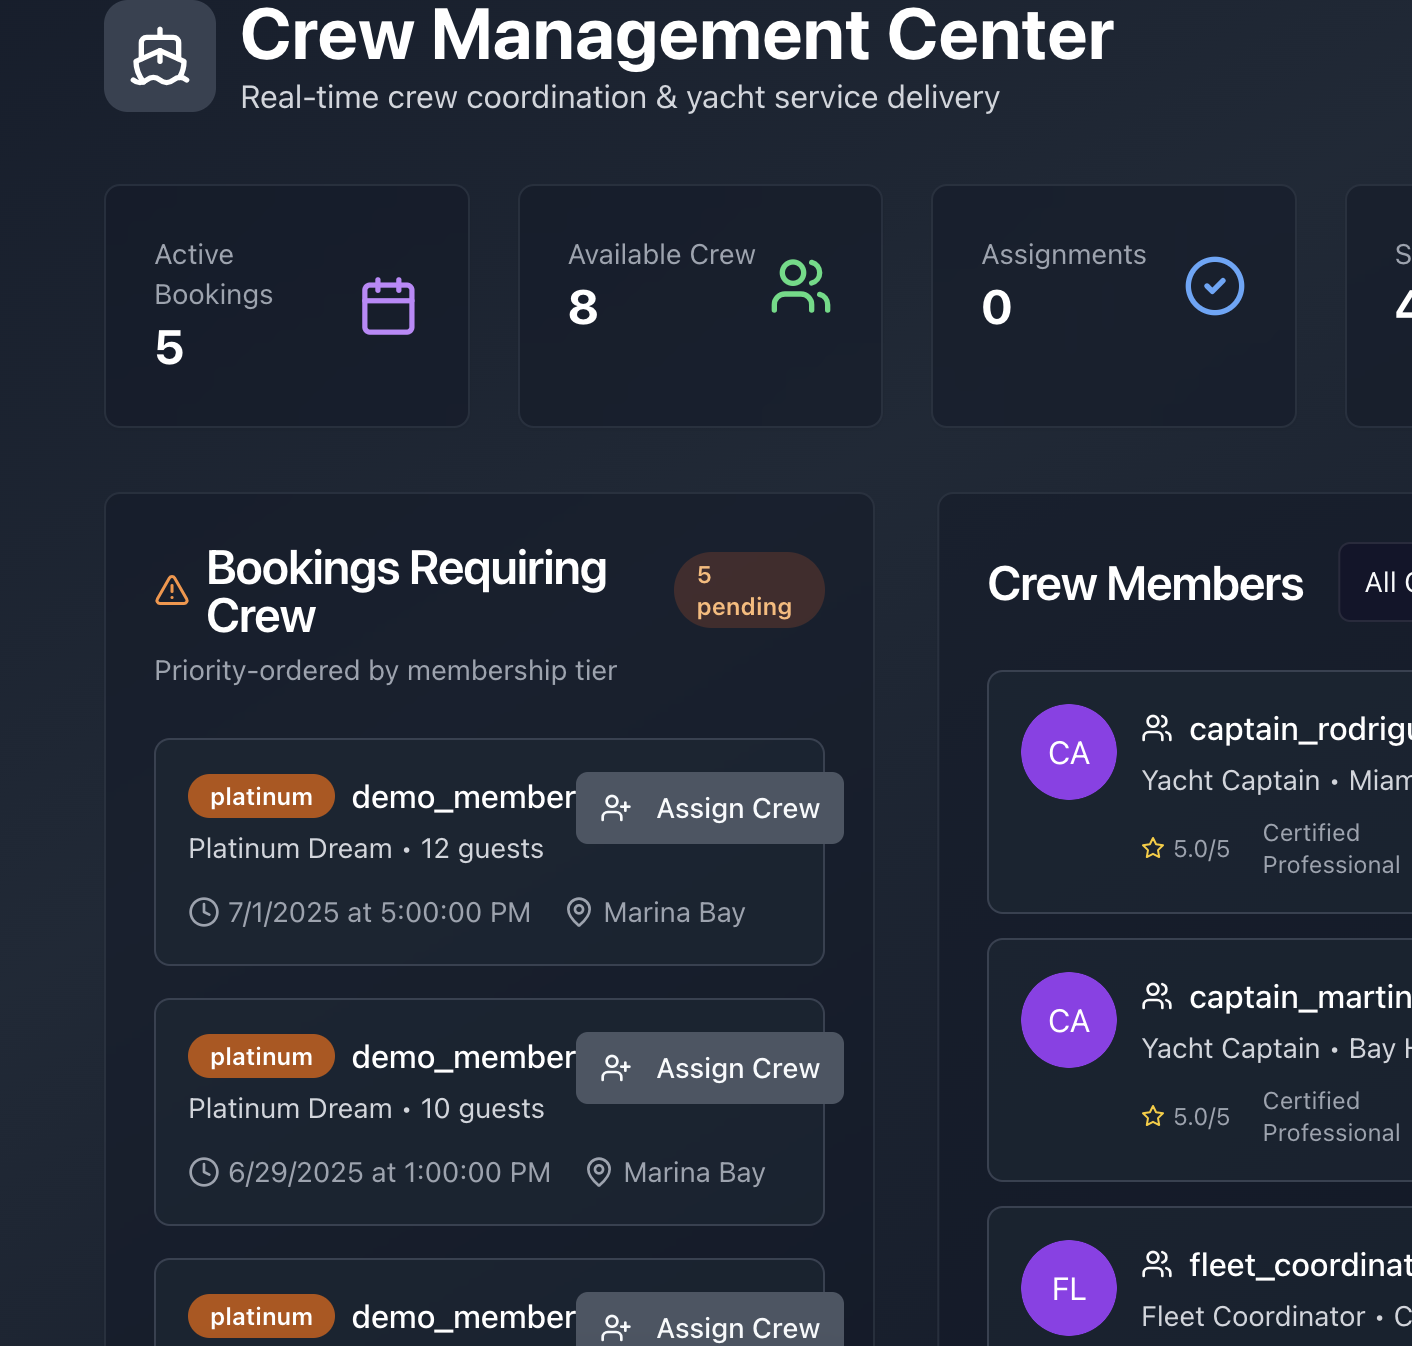 Crew Management Center
Real-time crew coordination & yacht service delivery
Active
Bookings
5
Available Crew
8
Assignments
0
Bookings Requiring
Crew
5
pending
Priority-ordered by membership tier
platinum demo_member Assign Crew
Platinum Dream • 12 guests
7/1/2025 at 5:00:00 PM Marina Bay
platinum demo_member Assign Crew
Platinum Dream • 10 guests
6/29/2025 at 1:00:00 PM Marina Bay
platinum demo_member Assign Crew
Crew Members
All
CA
captain_rodrigu
Yacht Captain • Miam
5.0/5
Certified
Professional
CA
captain_martin
Yacht Captain • Bay
5.0/5
Certified
Professional
FL
fleet_coordinat
Fleet Coordinator •